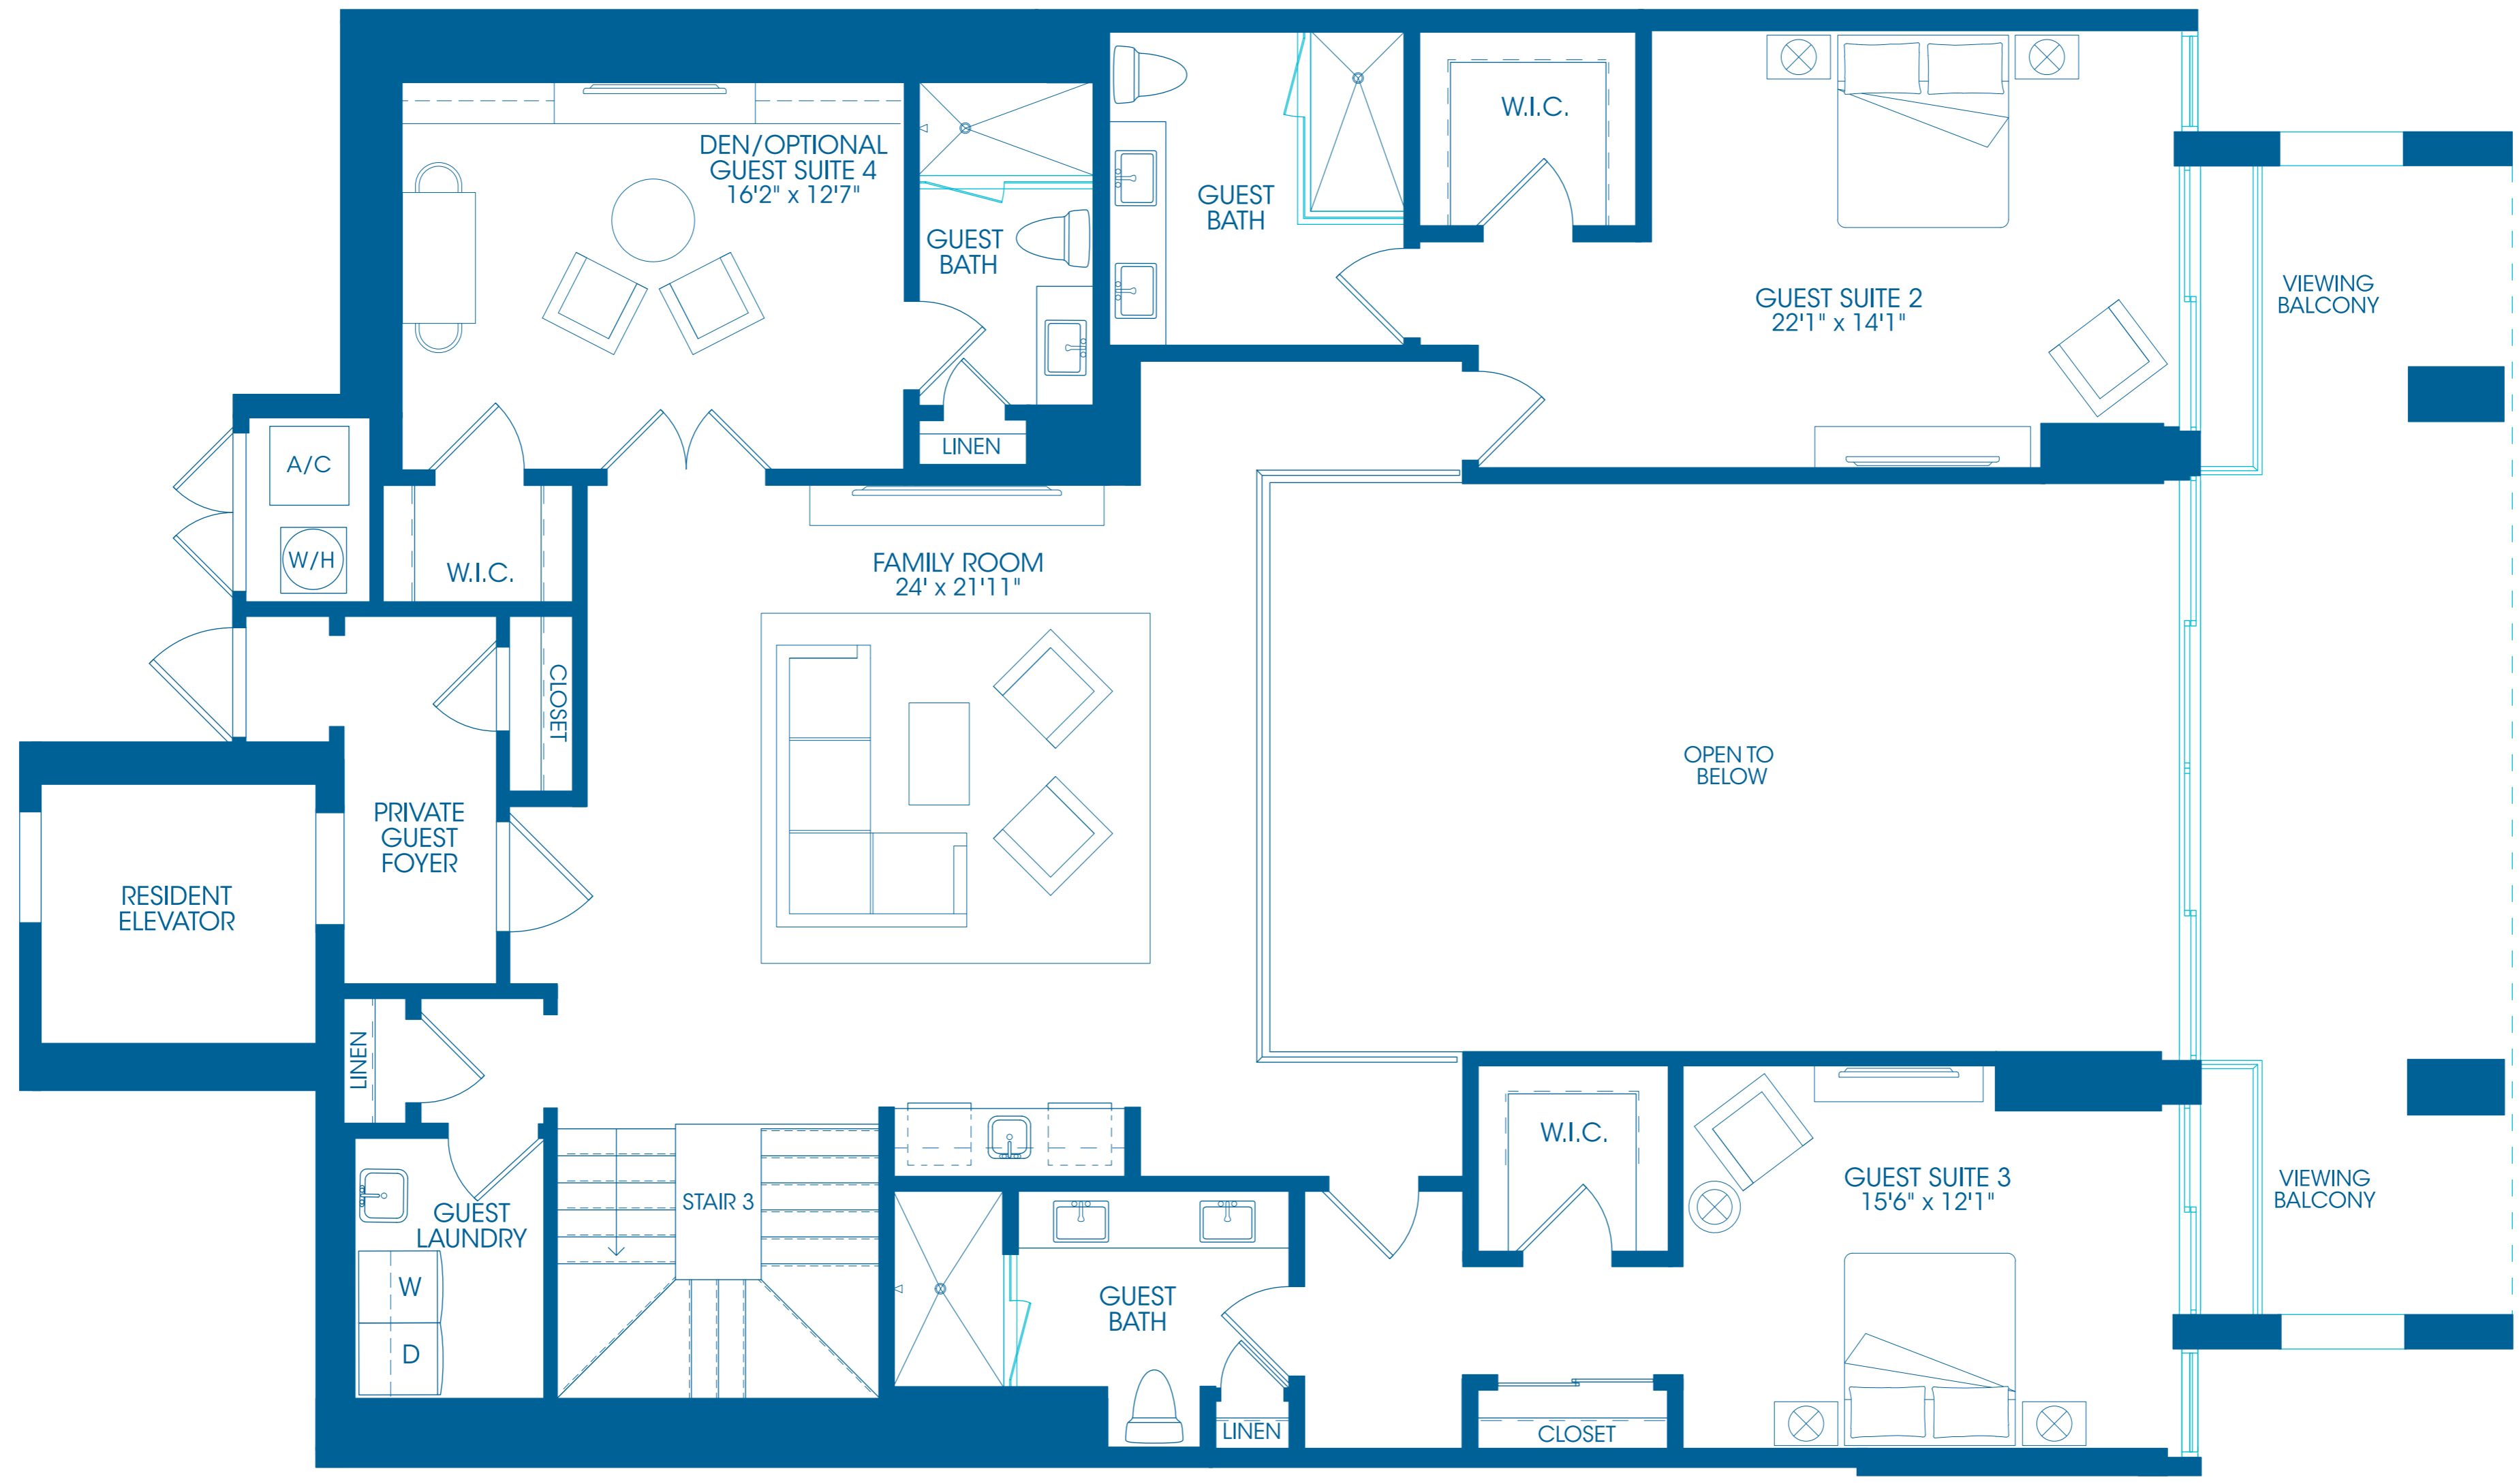 W.I.C.
DEN/OPTIONAL
GUEST SUITE 4
16'2" x 12'7"
GUEST
BATH
GUEST
BATH
GUEST SUITE 2
22'1" x 14'1"
VIEWING
BALCONY
LINEN
A/C
W/H
W.I.C.
FAMILY ROOM
24' x 21'11"
CLOSET
OPEN TO
BELOW
PRIVATE
GUEST
FOYER
RESIDENT
ELEVATOR
LINEN
W.I.C.
STAIR 3
GUEST SUITE 3
15'6" x 12'1"
VIEWING
BALCONY
GUEST
LAUNDRY
W
D
GUEST
BATH
LINEN
CLOSET